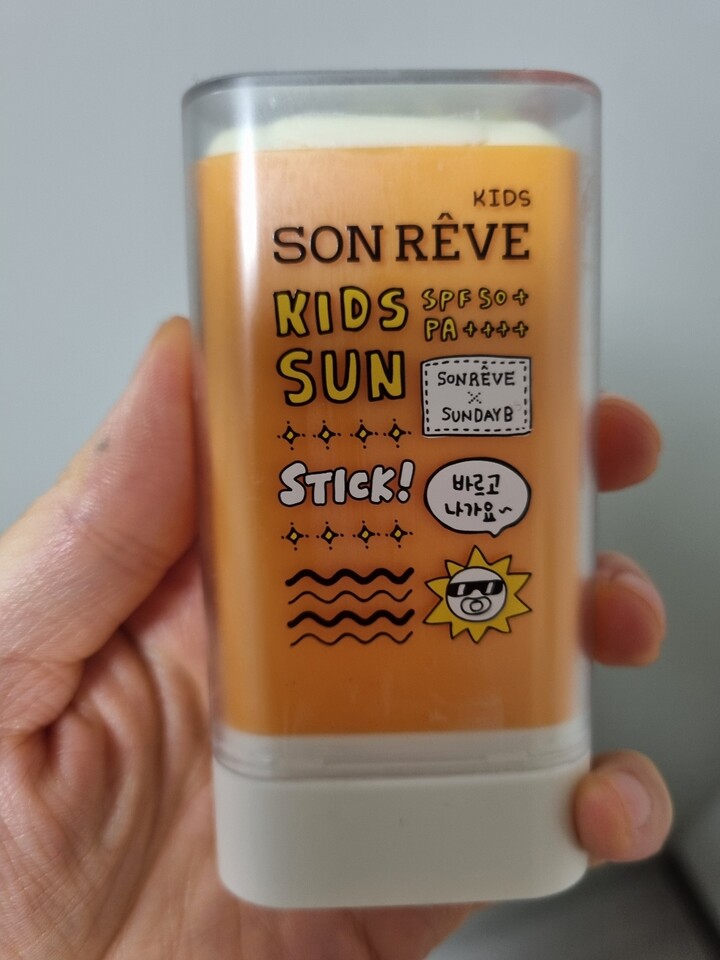 KIDS
SON RÊVE
KIDS
SUN
SPF 50+
PA++++
SONRÊVE
×
SUNDAY B
STICK!
바르고
나가요~